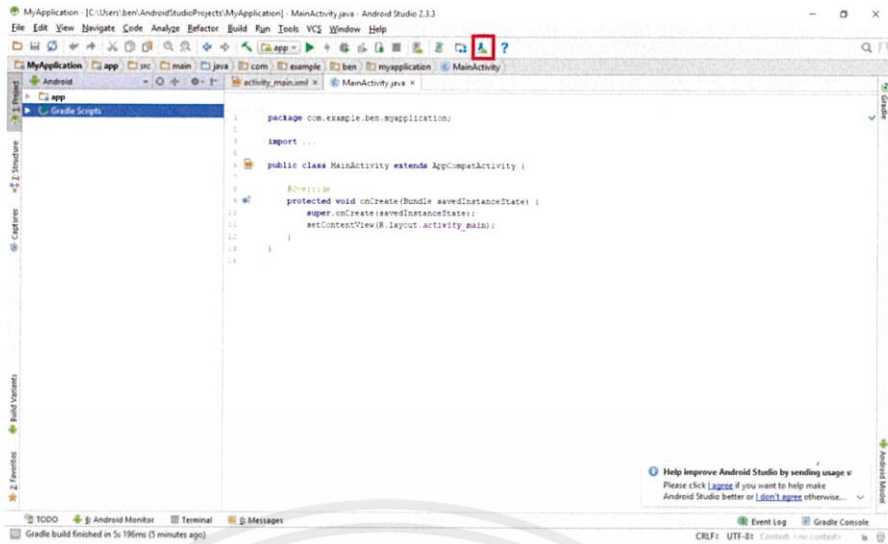 MyApplication - [C:\Users\ben\AndroidStudioProjects\MyApplication] - MainActivity.java - Android Studio 2.3.3
File Edit View Navigate Code Analyze Refactor Build Run Tools VCS Window Help
app
MyApplication app src main java com example ben myapplication MainActivity
Android activity_main.xml MainActivity.java
app
Gradle Scripts
1: Project
2: Structure
Captures
Build Variants
2: Favorites
Gradle
Android Model
package com.example.ben.myapplication;
import ...
public class MainActivity extends AppCompatActivity {
@Override
protected void onCreate(Bundle savedInstanceState) {
super.onCreate(savedInstanceState);
setContentView(R.layout.activity_main);
}
}
Help improve Android Studio by sending usage s
Please click I agree if you want to help make
Android Studio better or I don't agree otherwise...
TODO 6: Android Monitor Terminal 0: Messages Event Log Gradle Console
Gradle build finished in 5s 196ms (5 minutes ago) CRLF: UTF-8: Context: <no context>